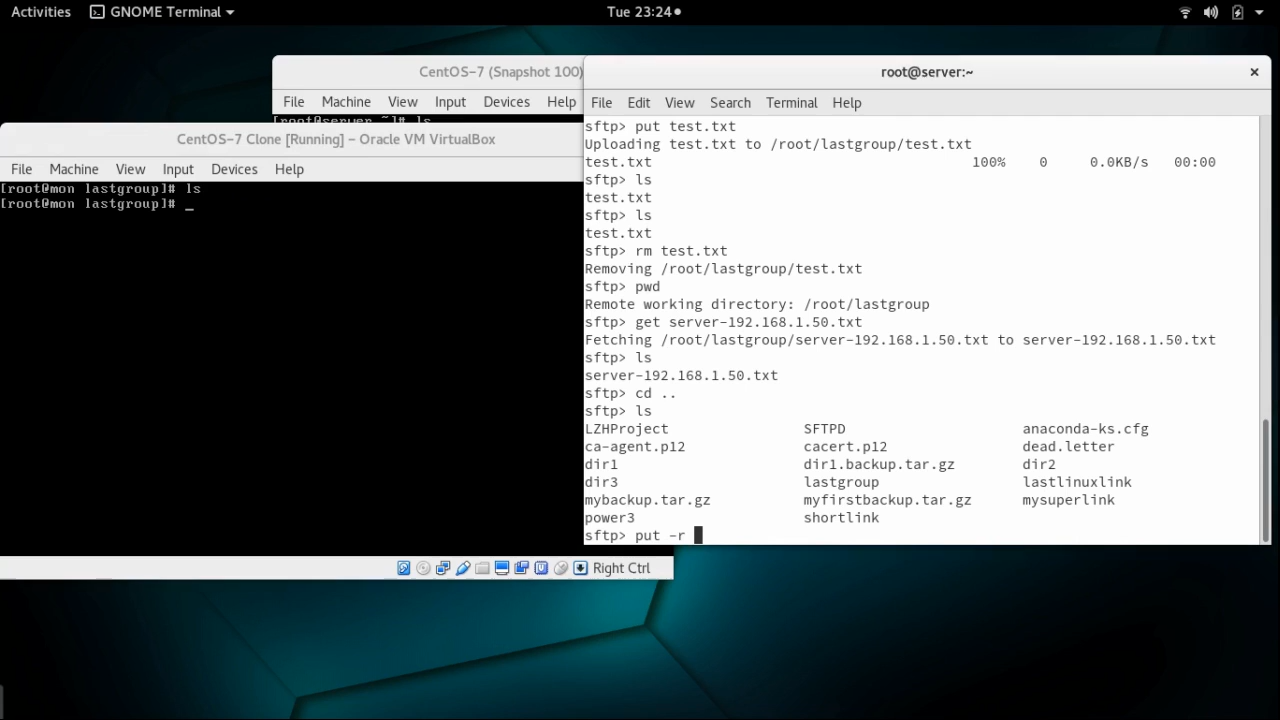 Activities GNOME Terminal Tue 23:24
CentOS-7 (Snapshot 100)
File Machine View Input Devices Help
[root@server ~]# ls
CentOS-7 Clone [Running] - Oracle VM VirtualBox
File Machine View Input Devices Help
[root@mon lastgroup]# ls
[root@mon lastgroup]# _
Right Ctrl
root@server:~
File Edit View Search Terminal Help
sftp> put test.txt
Uploading test.txt to /root/lastgroup/test.txt
test.txt 100% 0 0.0KB/s 00:00
sftp> ls
test.txt
sftp> ls
test.txt
sftp> rm test.txt
Removing /root/lastgroup/test.txt
sftp> pwd
Remote working directory: /root/lastgroup
sftp> get server-192.168.1.50.txt
Fetching /root/lastgroup/server-192.168.1.50.txt to server-192.168.1.50.txt
sftp> ls
server-192.168.1.50.txt
sftp> cd ..
sftp> ls
LZHProject SFTPD anaconda-ks.cfg
ca-agent.p12 cacert.p12 dead.letter
dir1 dir1.backup.tar.gz dir2
dir3 lastgroup lastlinuxlink
mybackup.tar.gz myfirstbackup.tar.gz mysuperlink
power3 shortlink
sftp> put -r